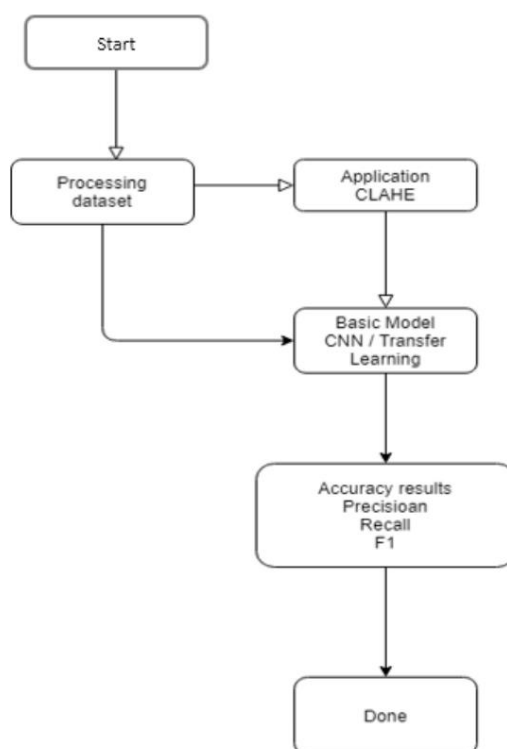 Start
Processing
dataset
Application
CLAHE
Basic Model
CNN / Transfer
Learning
Accuracy results
Precisioan
Recall
F1
Done